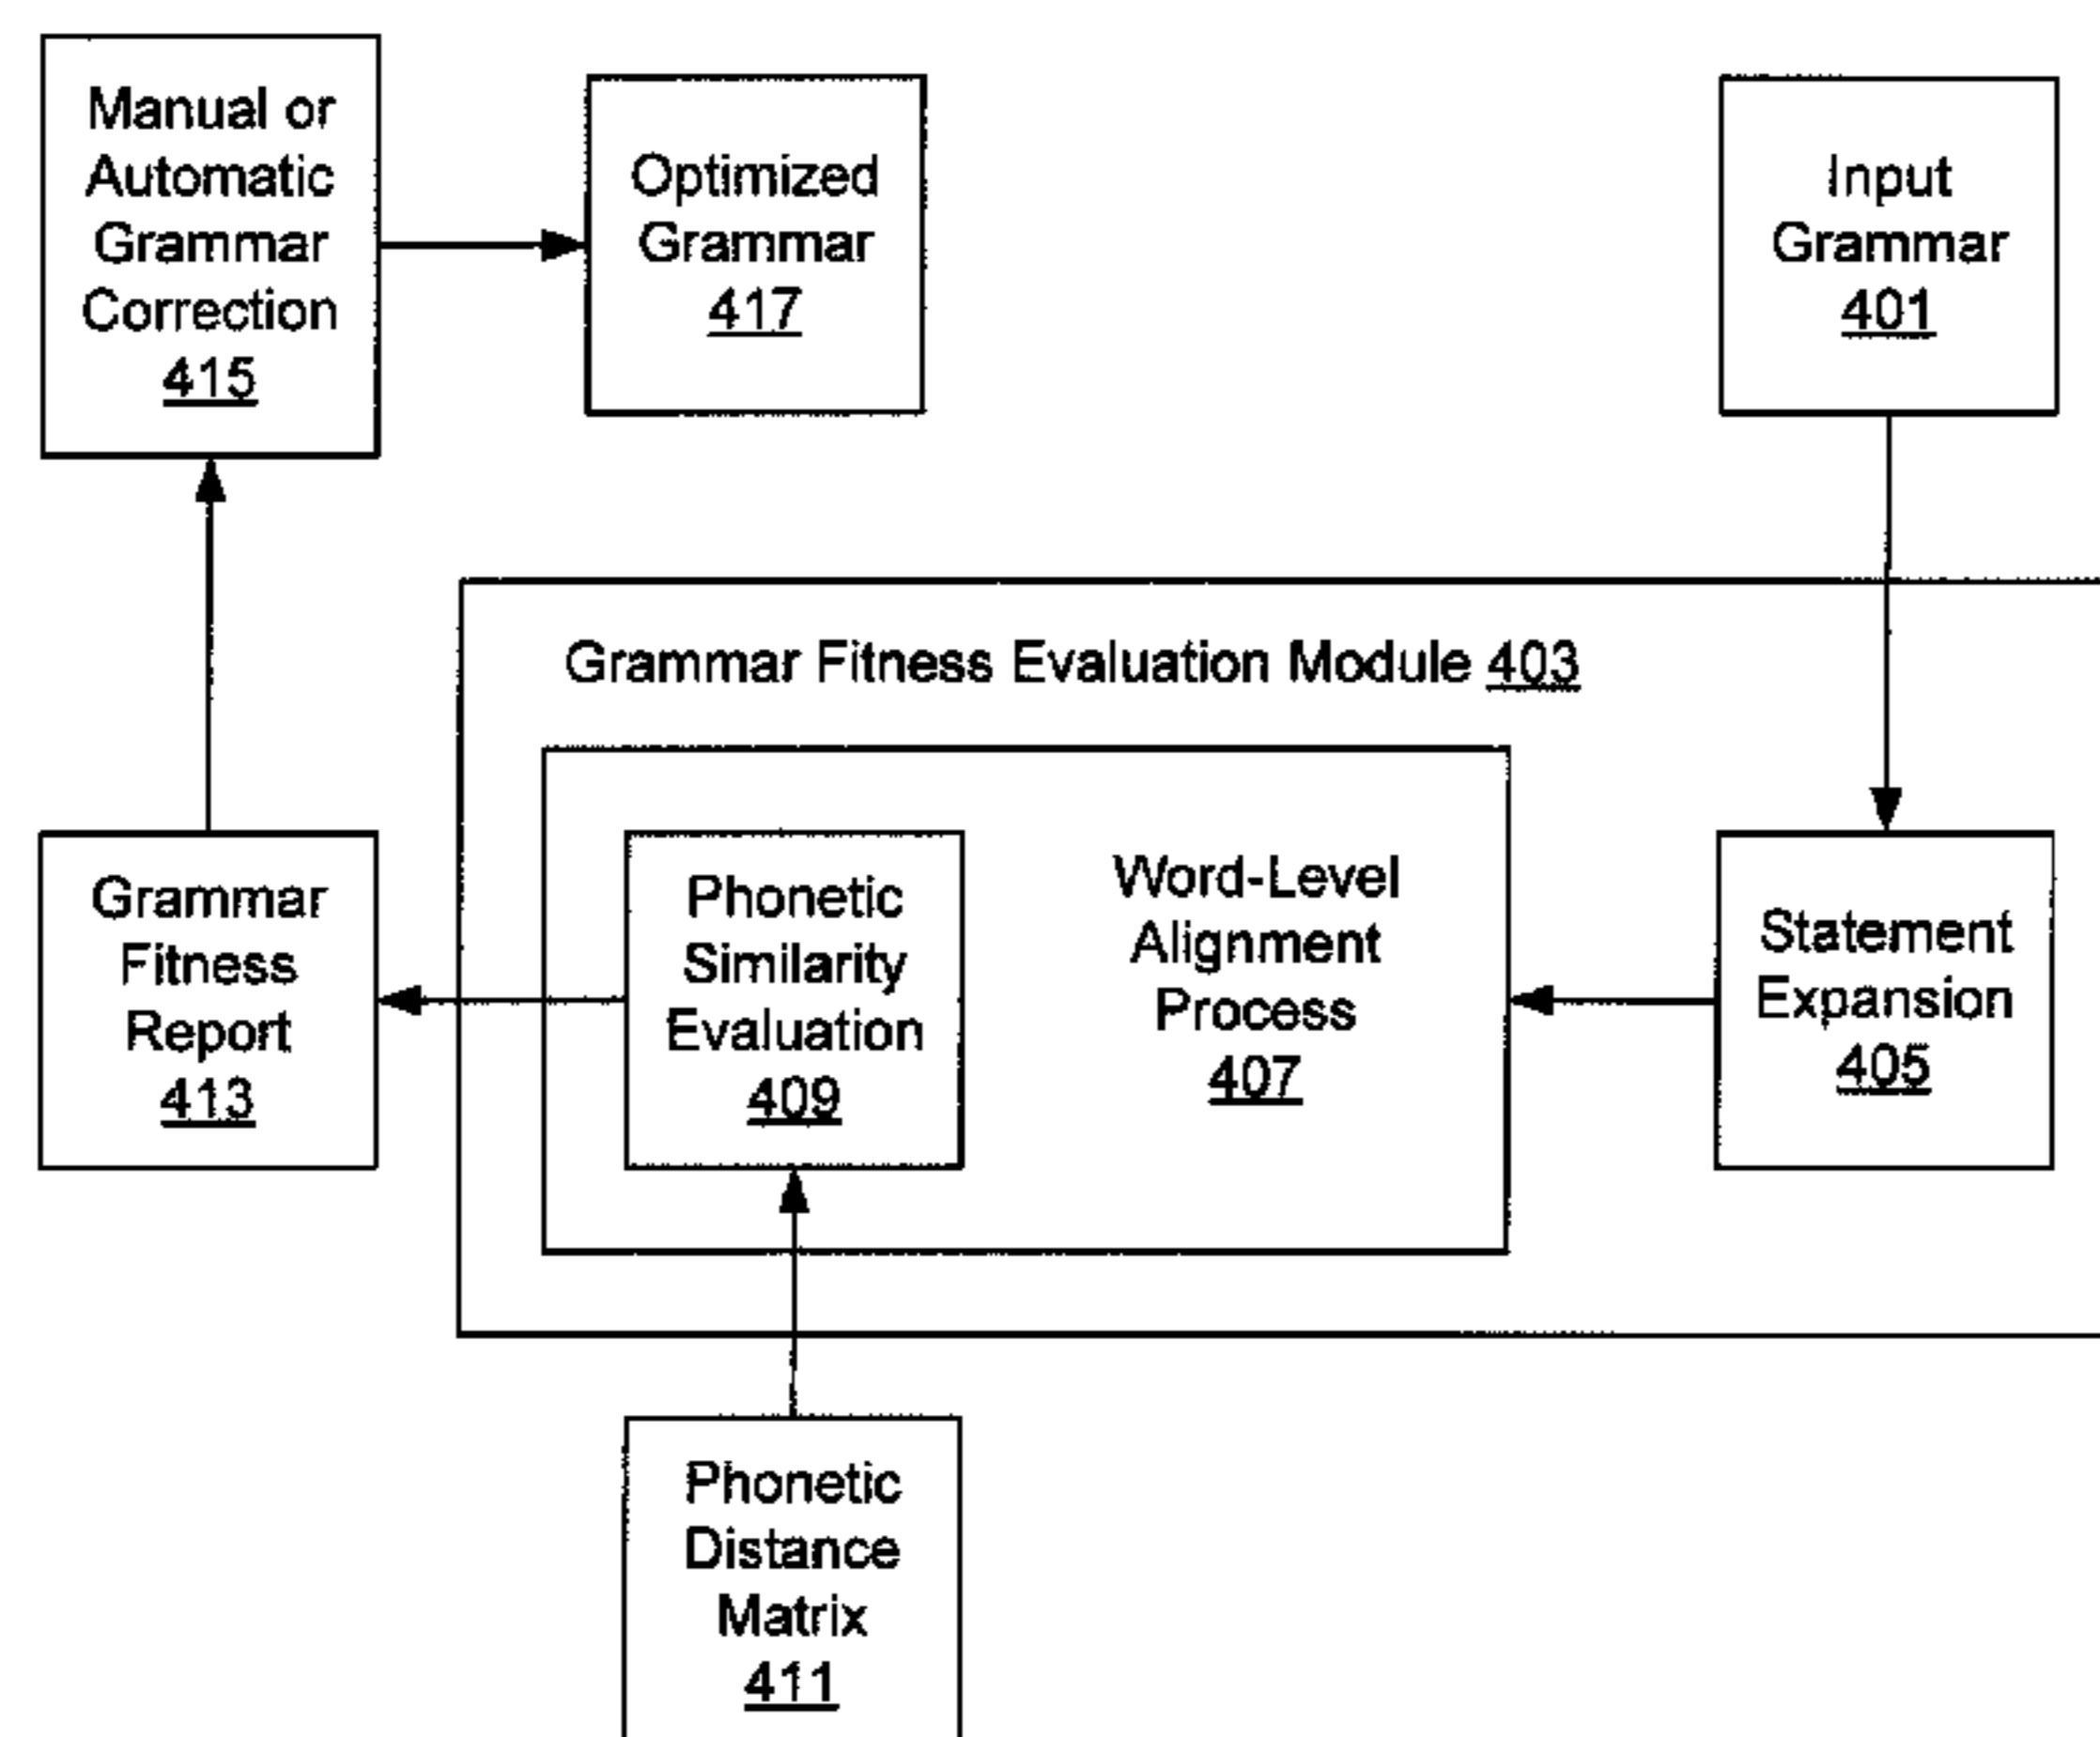 Manual or
Automatic
Grammar
Correction
415
Optimized
Grammar
417
Input
Grammar
401
Grammar Fitness Evaluation Module 403
Grammar
Fitness
Report
413
Phonetic
Similarity
Evaluation
409
Word-Level
Alignment
Process
407
Statement
Expansion
405
Phonetic
Distance
Matrix
411